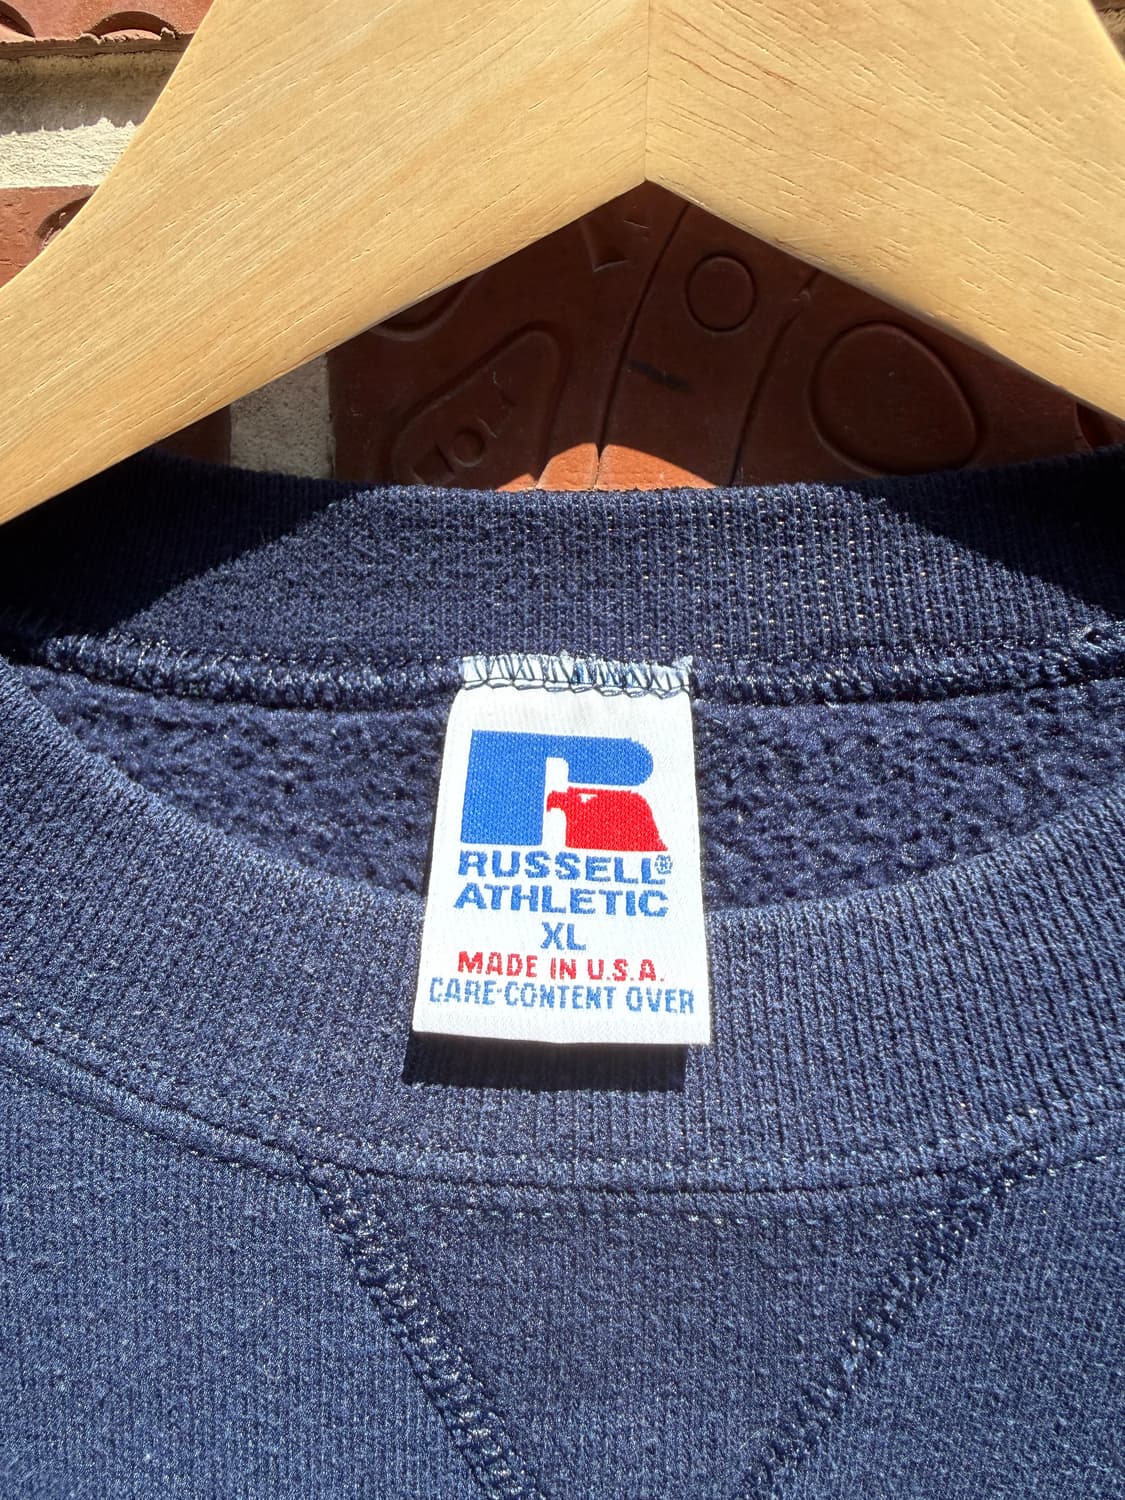 RUSSELL®
ATHLETIC
XL
MADE IN U.S.A.
CARE-CONTENT OVER